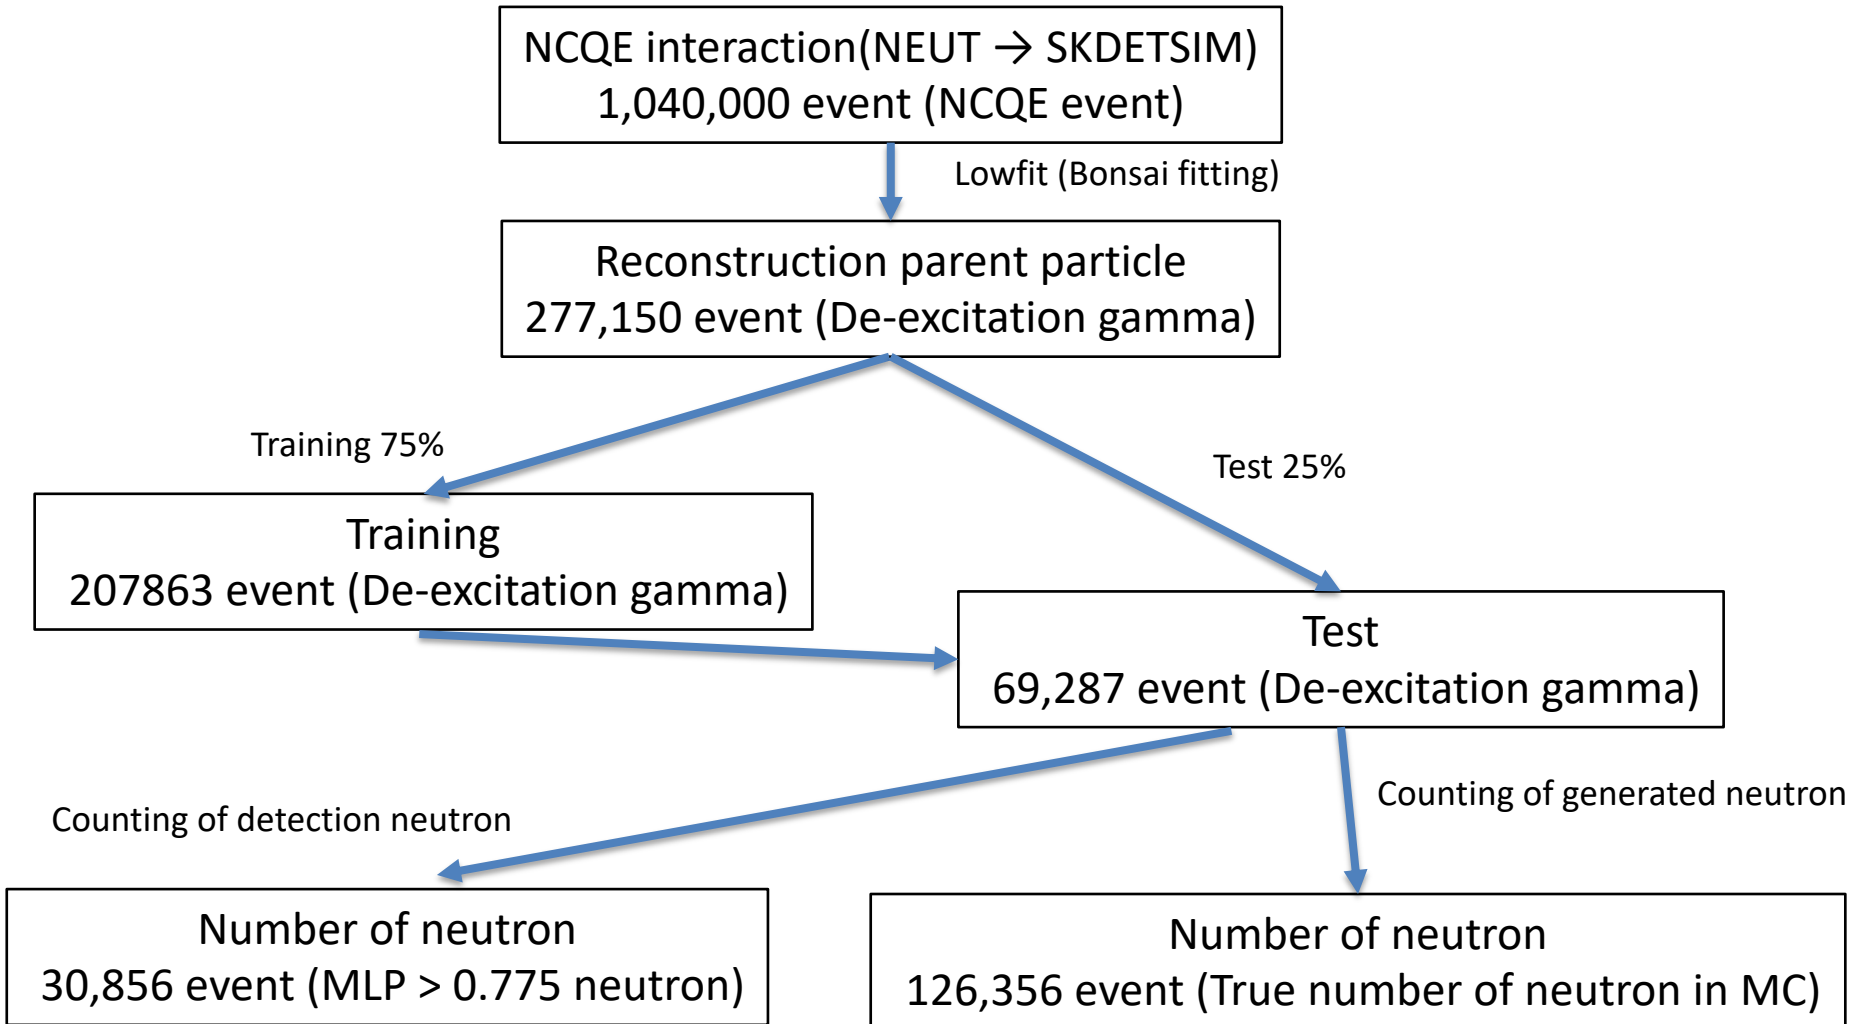 NCQE interaction(NEUT → SKDETSIM)
1,040,000 event (NCQE event)
Lowfit (Bonsai fitting)
Reconstruction parent particle
277,150 event (De-excitation gamma)
Training 75%
Test 25%
Training
207863 event (De-excitation gamma)
Test
69,287 event (De-excitation gamma)
Counting of detection neutron
Counting of generated neutron
Number of neutron
30,856 event (MLP > 0.775 neutron)
Number of neutron
126,356 event (True number of neutron in MC)